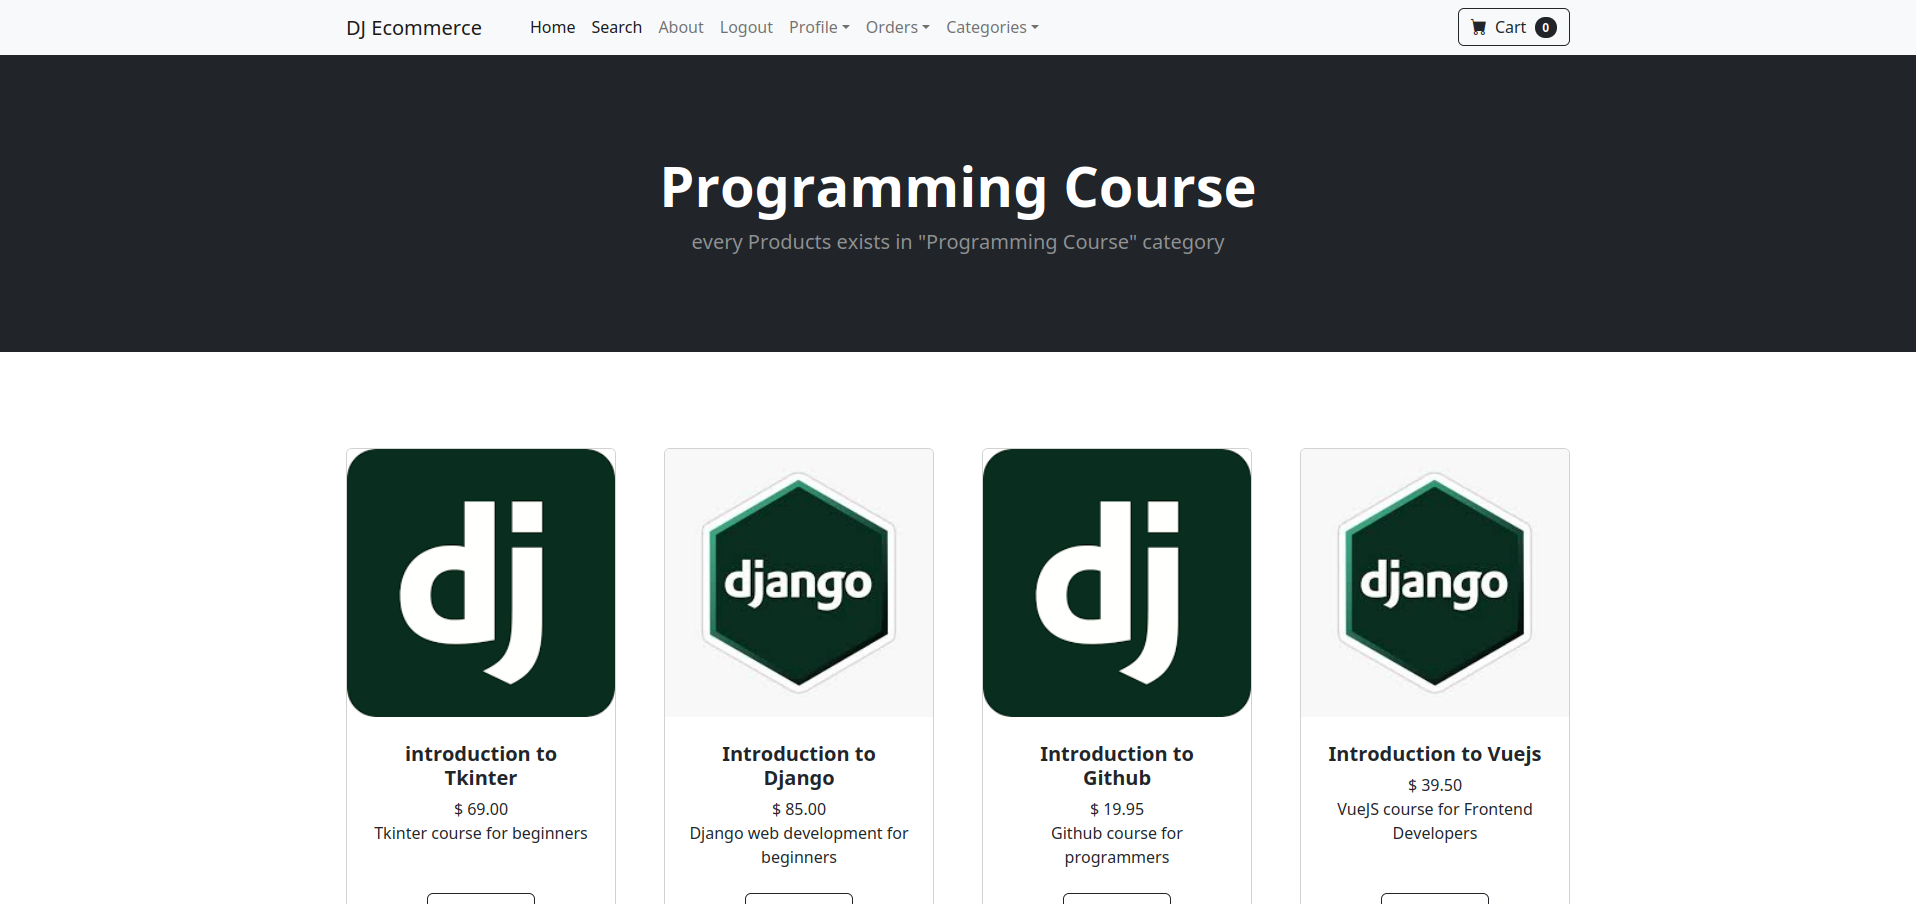 DJ Ecommerce Home Search About Logout Profile Orders Categories Cart 0
Programming Course
every Products exists in "Programming Course" category
dj
django
dj
django
introduction to
Tkinter
$ 69.00
Tkinter course for beginners
Introduction to
Django
$ 85.00
Django web development for
beginners
Introduction to
Github
$ 19.95
Github course for
programmers
Introduction to Vuejs
$ 39.50
VueJS course for Frontend
Developers